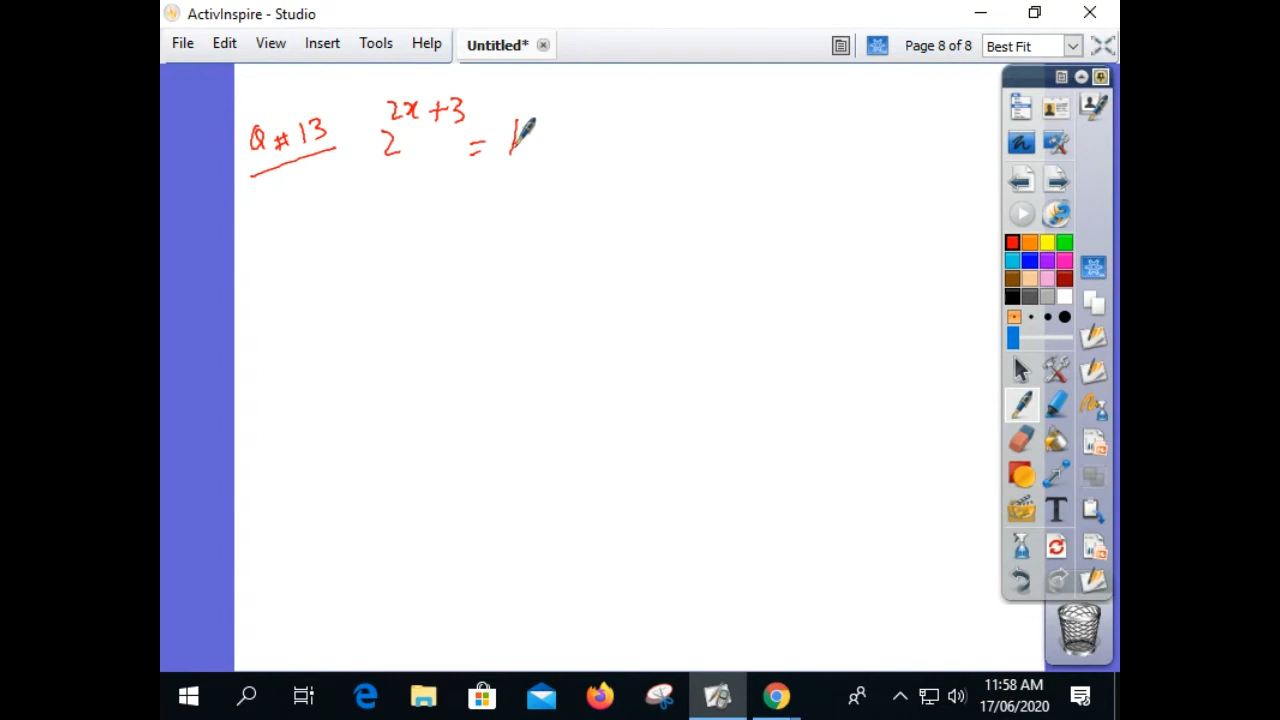 ActivInspire - Studio
File Edit View Insert Tools Help Untitled* Page 8 of 8 Best Fit
Q # 13 2^{2x+3} =
T
11:58 AM
17/06/2020